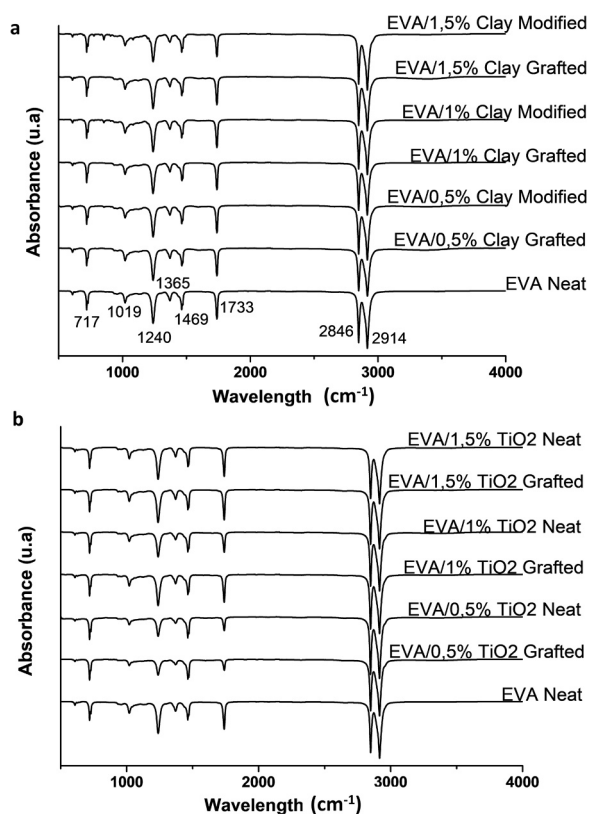 a
EVA/1,5% Clay Modified
EVA/1,5% Clay Grafted
EVA/1% Clay Modified
EVA/1% Clay Grafted
EVA/0,5% Clay Modified
EVA/0,5% Clay Grafted
EVA Neat
717
1019
1240
1365
1469
1733
2846
2914
Absorbance (u.a)
1000 2000 3000 4000
Wavelength (cm⁻¹)
b
EVA/1,5% TiO2 Neat
EVA/1,5% TiO2 Grafted
EVA/1% TiO2 Neat
EVA/1% TiO2 Grafted
EVA/0,5% TiO2 Neat
EVA/0,5% TiO2 Grafted
EVA Neat
Absorbance (u.a)
1000 2000 3000 4000
Wavelength (cm⁻¹)